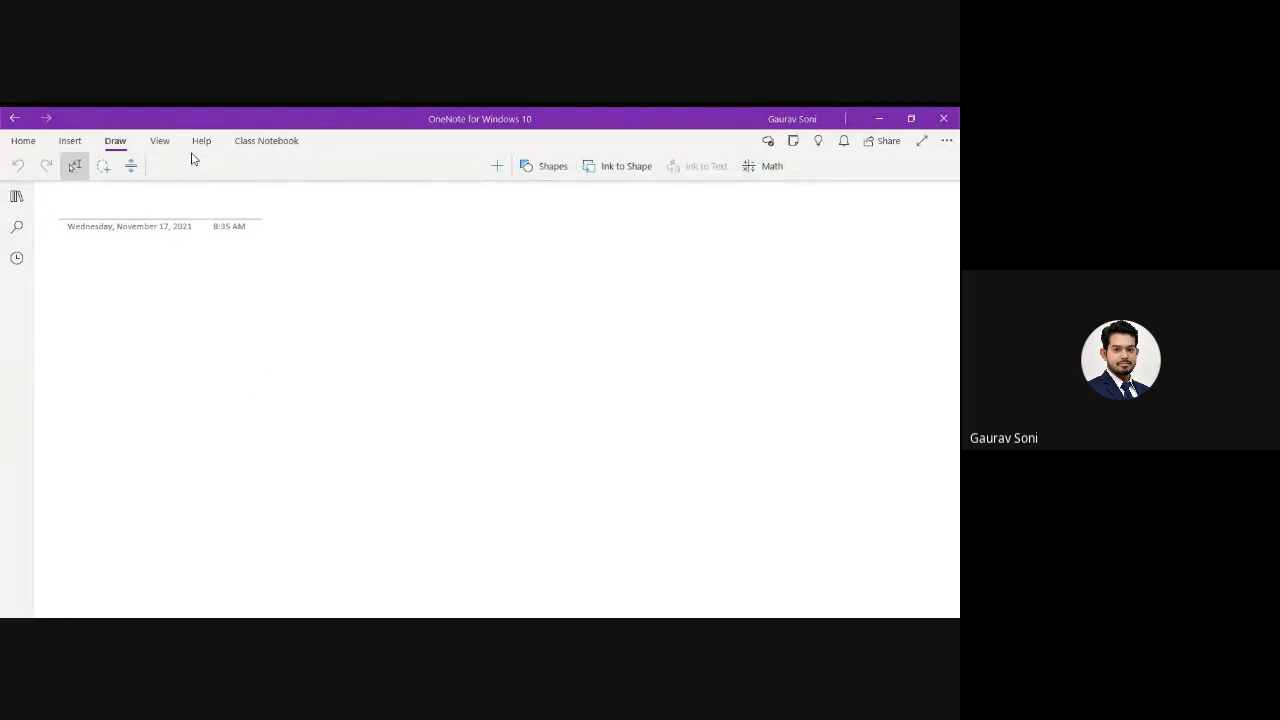 OneNote for Windows 10
Gaurav Soni
Home Insert Draw View Help Class Notebook
Share
Shapes Ink to Shape Ink to Text Math
Wednesday, November 17, 2021 8:35 AM
Gaurav Soni